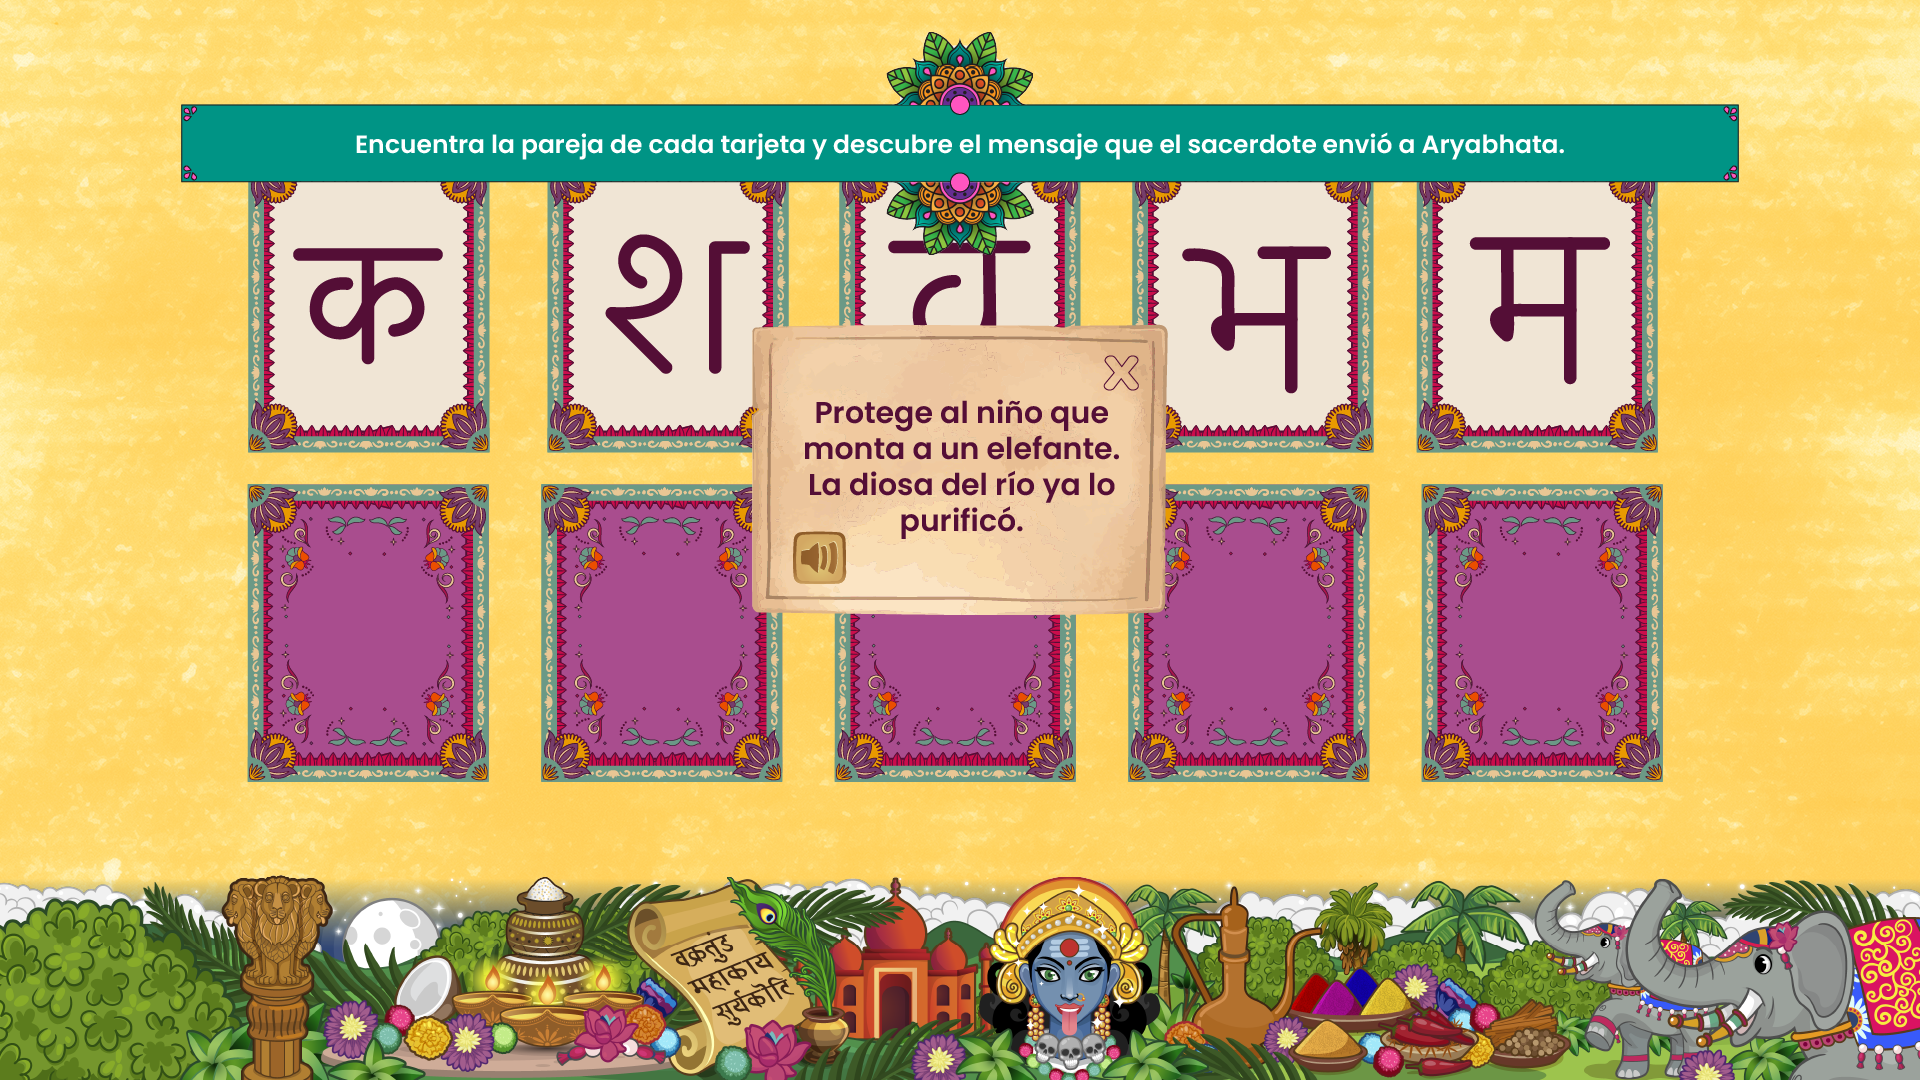 Encuentra la pareja de cada tarjeta y descubre el mensaje que el sacerdote envió a Aryabhata.
क श व भ म
Protege al niño que
monta a un elefante.
La diosa del río ya lo
purificó.
वक्रतुंड
महाकाय
सुर्यकोटि